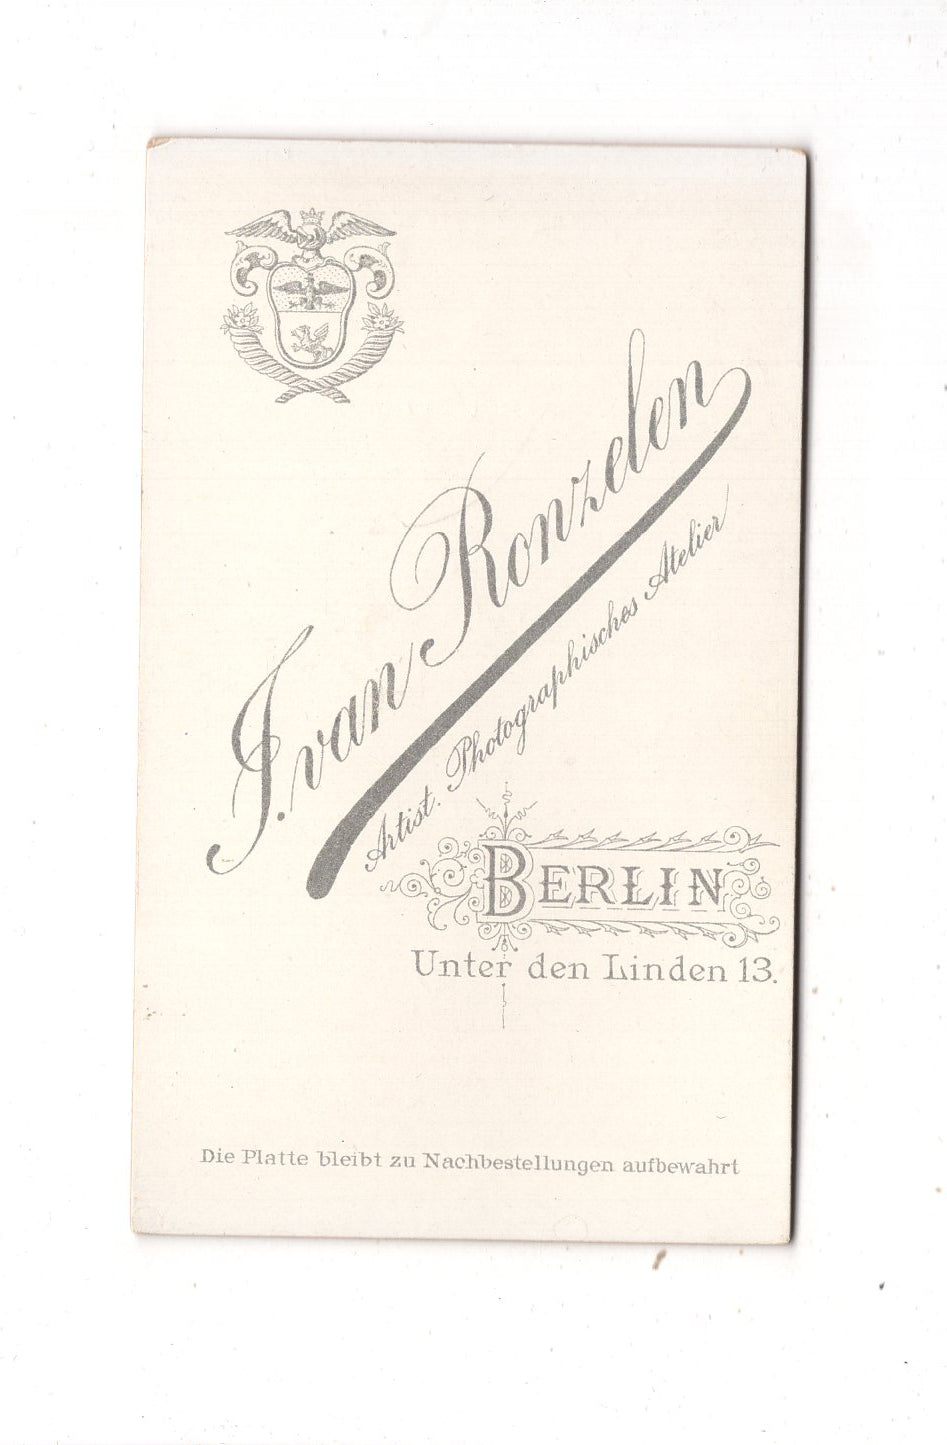 J. van Ronzelen
Artist. Photographisches Atelier
BERLIN
Unter den Linden 13.
Die Platte bleibt zu Nachbestellungen aufbewahrt